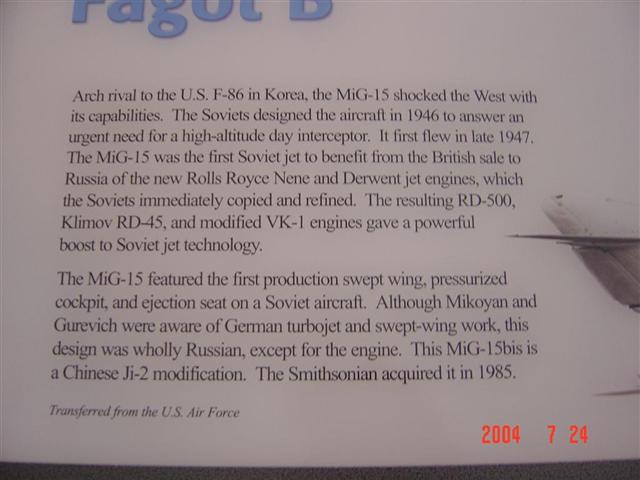 Fagot B
Arch rival to the U.S. F-86 in Korea, the MiG-15 shocked the West with
its capabilities. The Soviets designed the aircraft in 1946 to answer an
urgent need for a high-altitude day interceptor. It first flew in late 1947.
The MiG-15 was the first Soviet jet to benefit from the British sale to
Russia of the new Rolls Royce Nene and Derwent jet engines, which
the Soviets immediately copied and refined. The resulting RD-500,
Klimov RD-45, and modified VK-1 engines gave a powerful
boost to Soviet jet technology.
The MiG-15 featured the first production swept wing, pressurized
cockpit, and ejection seat on a Soviet aircraft. Although Mikoyan and
Gurevich were aware of German turbojet and swept-wing work, this
design was wholly Russian, except for the engine. This MiG-15bis is
a Chinese Ji-2 modification. The Smithsonian acquired it in 1985.
Transferred from the U.S. Air Force
2004 7 24